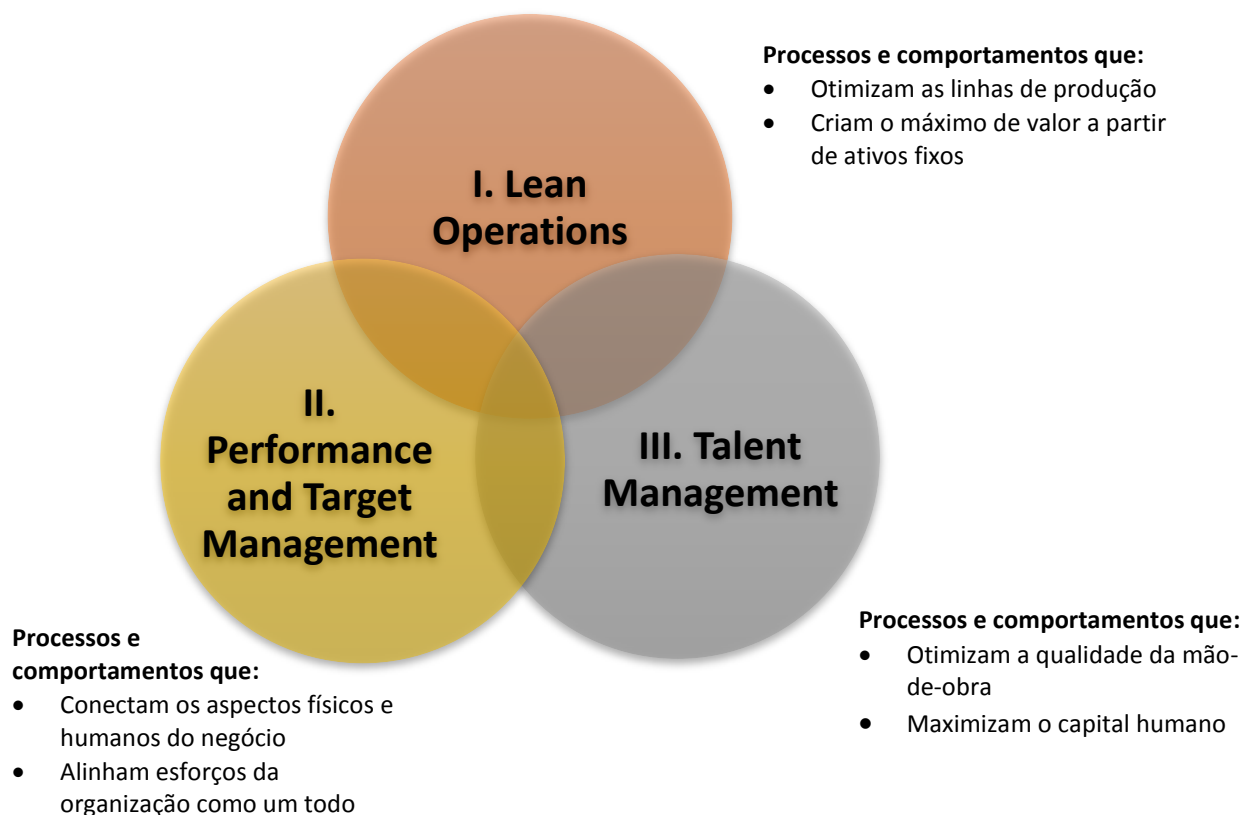 Processos e comportamentos que:
• Otimizam as linhas de produção
• Criam o máximo de valor a partir
de ativos fixos
I. Lean
Operations
II.
Performance
and Target
Management
III. Talent
Management
Processos e
comportamentos que:
• Conectam os aspectos físicos e
humanos do negócio
• Alinham esforços da
organização como um todo
Processos e comportamentos que:
• Otimizam a qualidade da mão-
de-obra
• Maximizam o capital humano